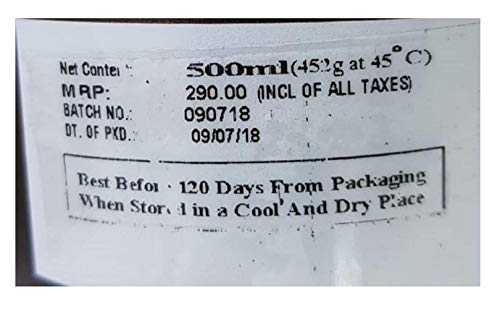 Net Conter :: 500ml (452g at 45°C)
MRP: 290.00 (INCL OF ALL TAXES)
BATCH NO.: 090718
DT. OF PKD.: 09/07/18
Best Befor · 120 Days From Packaging
When Stor d in a Cool And Dry Place